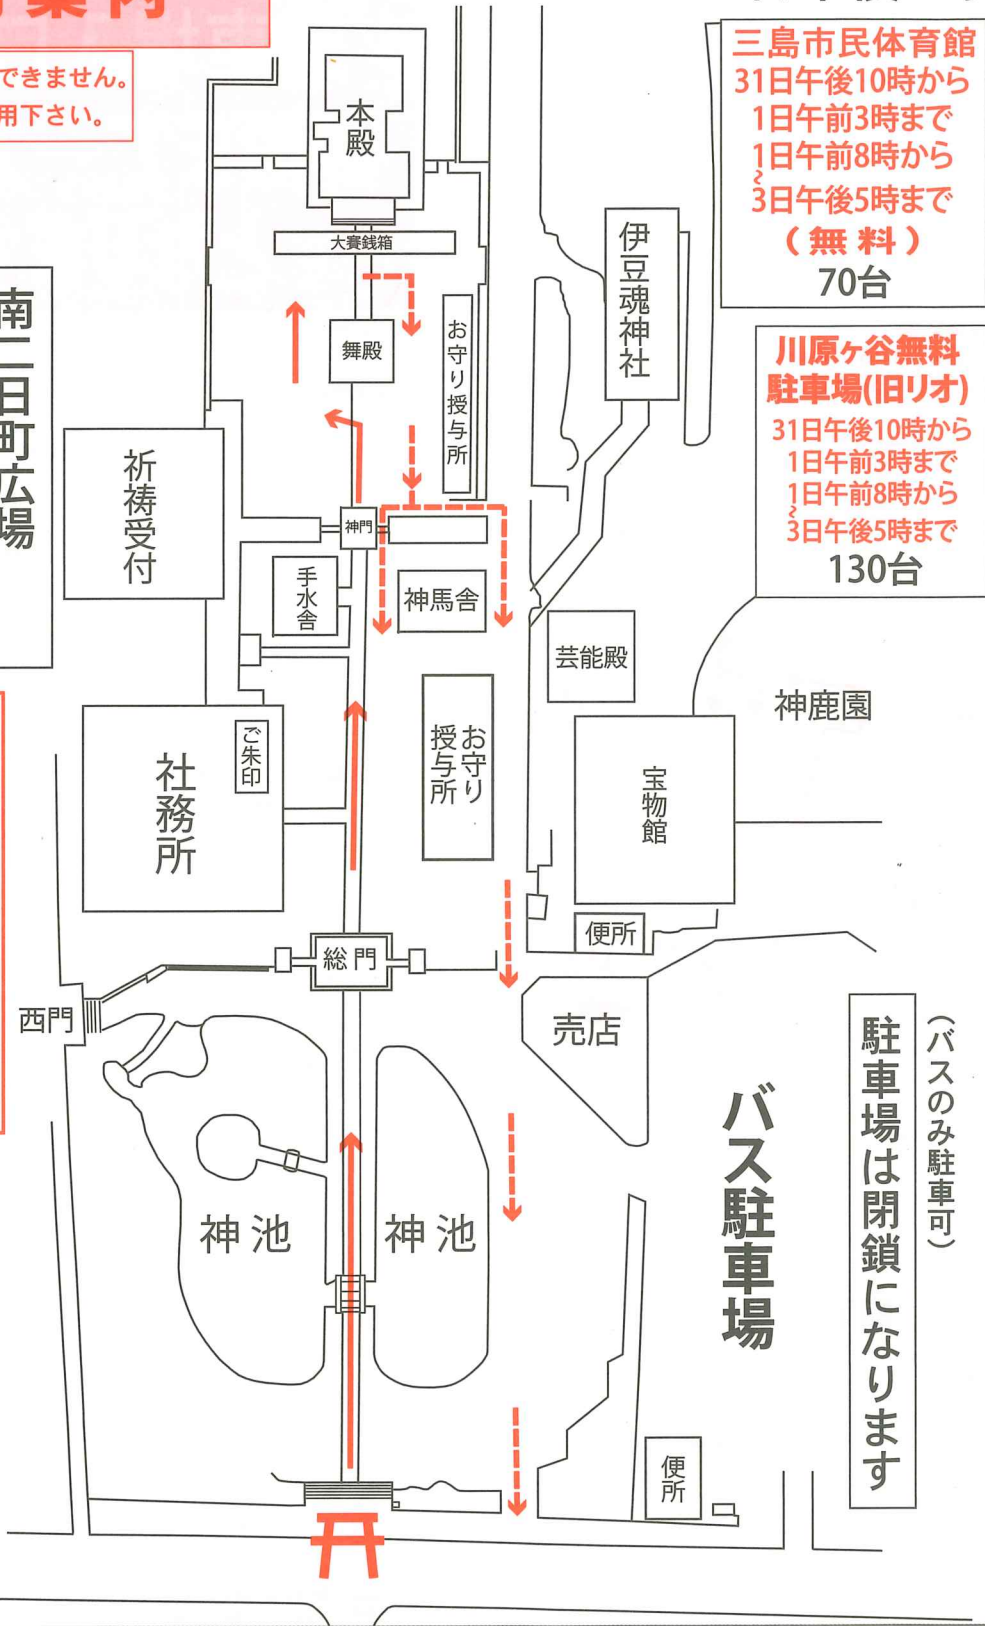 案内
できません。
用下さい。
三島市民体育館
31日午後10時から
1日午前3時まで
1日午前8時から
～
3日午後5時まで
(無料)
70台
川原ヶ谷無料
駐車場(旧リオ)
31日午後10時から
1日午前3時まで
1日午前8時から
～
3日午後5時まで
130台
本殿
大賽銭箱
舞殿
お守り授与所
伊豆魂神社
南二日町広場
祈祷受付
神門
手水舎
神馬舎
芸能殿
神鹿園
ご朱印
社務所
お守り
授与所
宝物館
便所
総門
西門
売店
神池
神池
バス駐車場
(バスのみ駐車可)
駐車場は閉鎖になります
便所